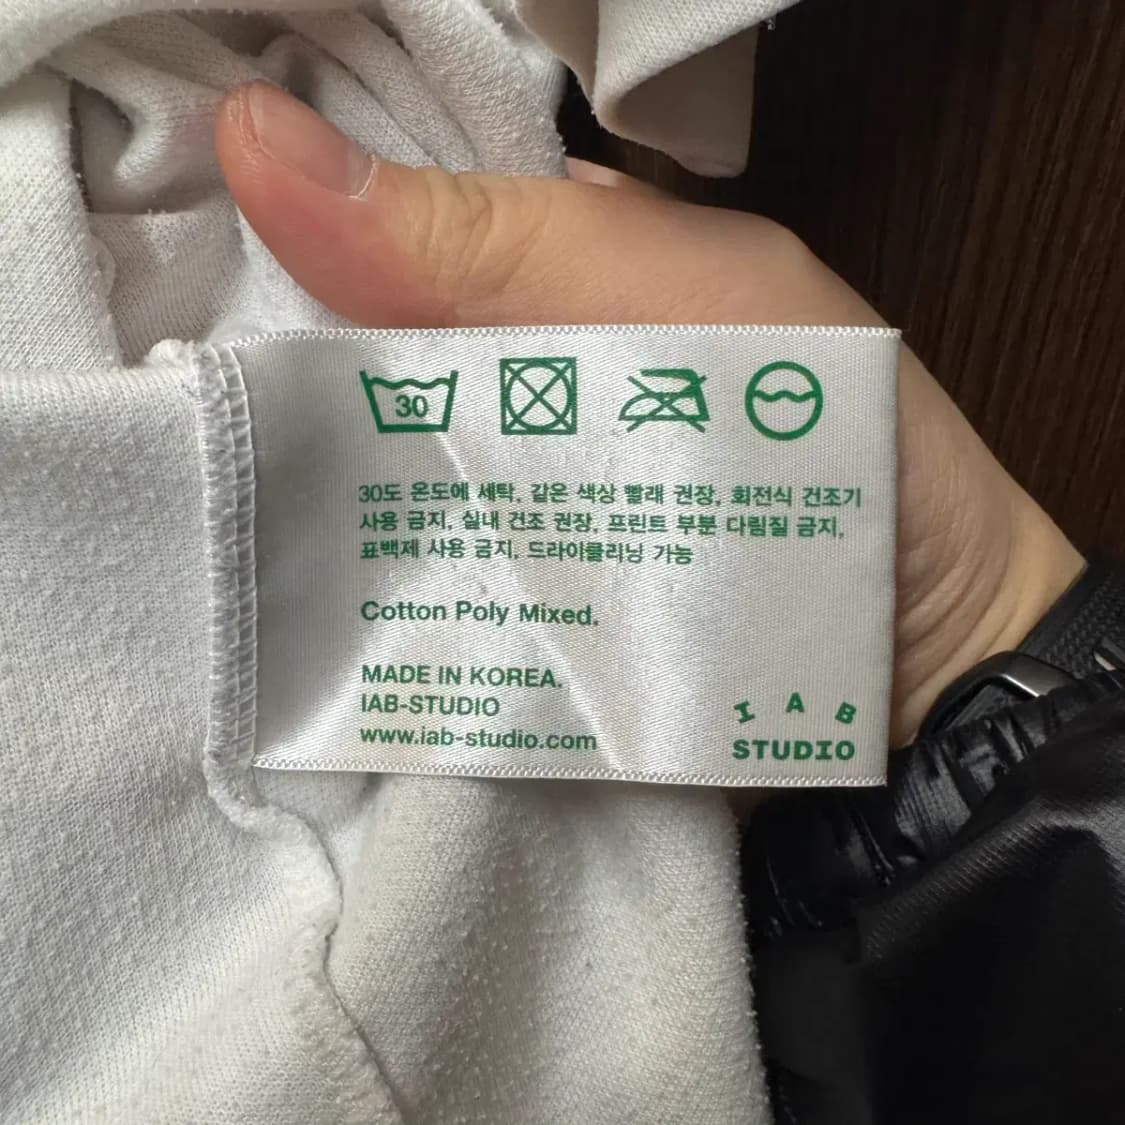 30
30도 온도에 세탁, 같은 색상 빨래 권장, 회전식 건조기
사용 금지, 실내 건조 권장, 프린트 부분 다림질 금지,
표백제 사용 금지, 드라이클리닝 가능
Cotton Poly Mixed.
MADE IN KOREA.
IAB-STUDIO
www.iab-studio.com
I A B
STUDIO